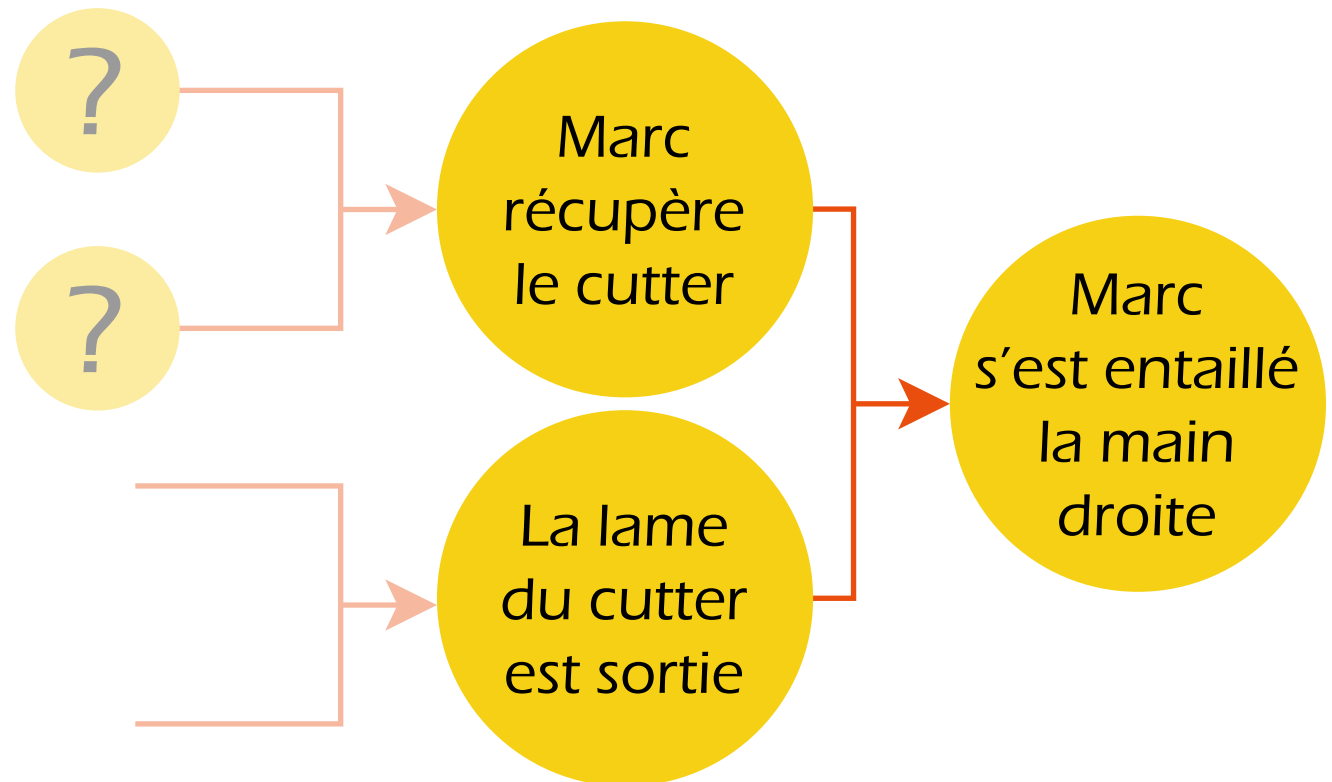 ?
?
Marc
récupère
le cutter
La lame
du cutter
est sortie
Marc
s'est entaillé
la main
droite